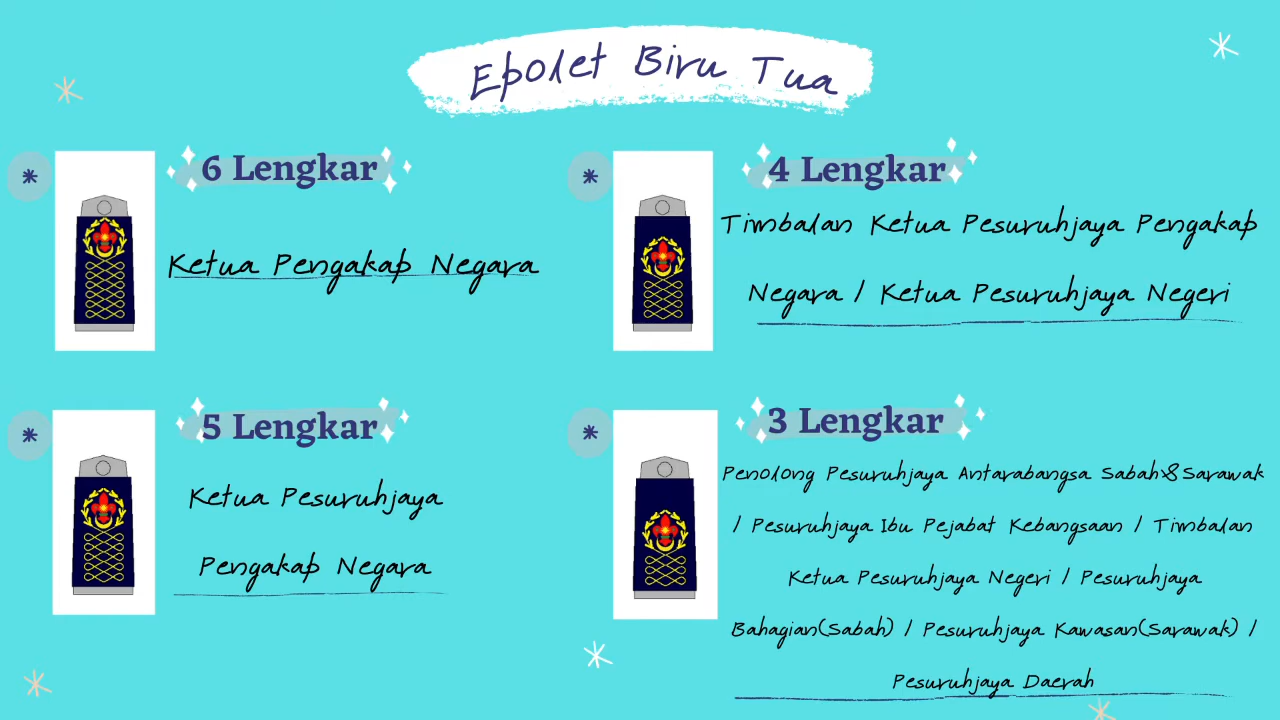 Epolet Biru Tua
6 Lengkar
Ketua Pengakap Negara
5 Lengkar
Ketua Pesuruhjaya
Pengakap Negara
4 Lengkar
Timbalan Ketua Pesuruhjaya Pengakap
Negara / Ketua Pesuruhjaya Negeri
3 Lengkar
Penolong Pesuruhjaya Antarabangsa Sabah&Sarawak
/ Pesuruhjaya Ibu Pejabat Kebangsaan / Timbalan
Ketua Pesuruhjaya Negeri / Pesuruhjaya
Bahagian(Sabah) / Pesuruhjaya Kawasan(Sarawak) /
Pesuruhjaya Daerah